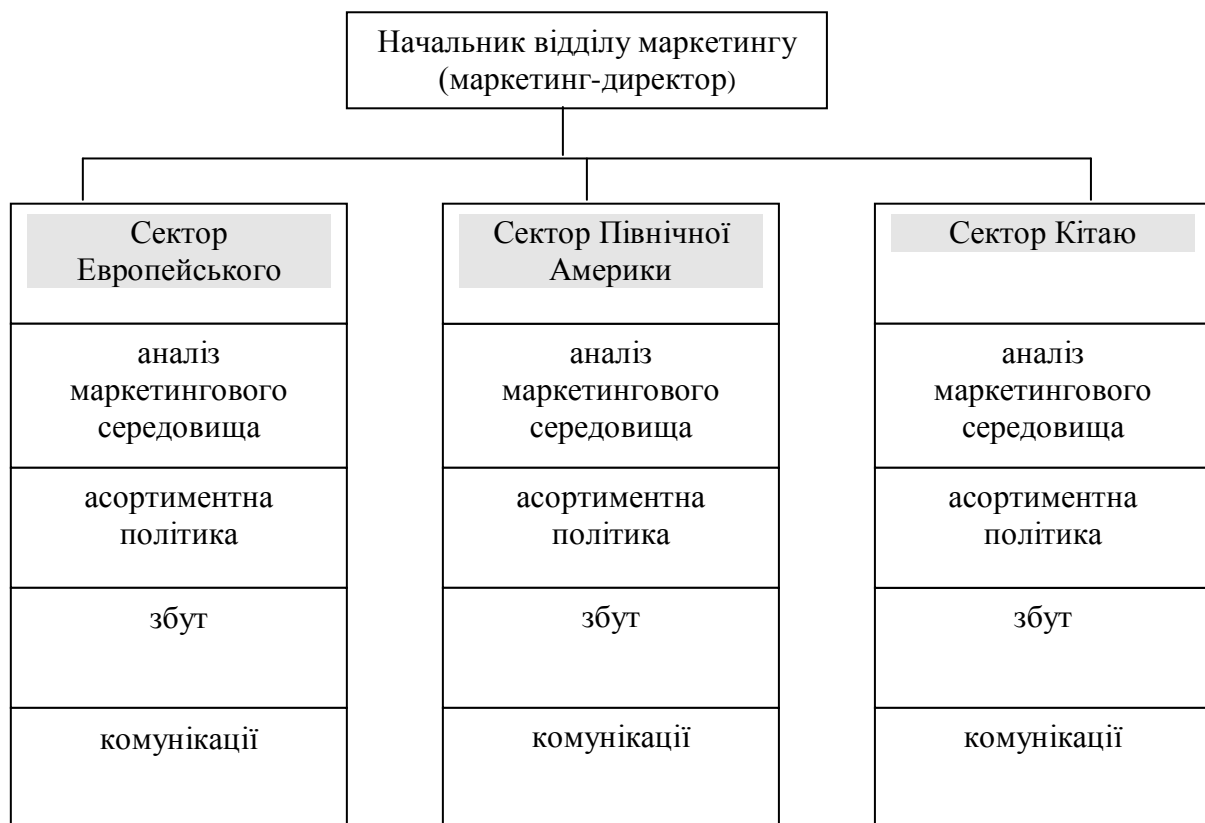 Начальник відділу маркетингу
(маркетинг-директор)
Сектор
Европейського
Сектор Північної
Америки
Сектор Кітаю
аналіз
маркетингового
середовища
аналіз
маркетингового
середовища
аналіз
маркетингового
середовища
асортиментна
політика
асортиментна
політика
асортиментна
політика
збут
збут
збут
комунікації
комунікації
комунікації